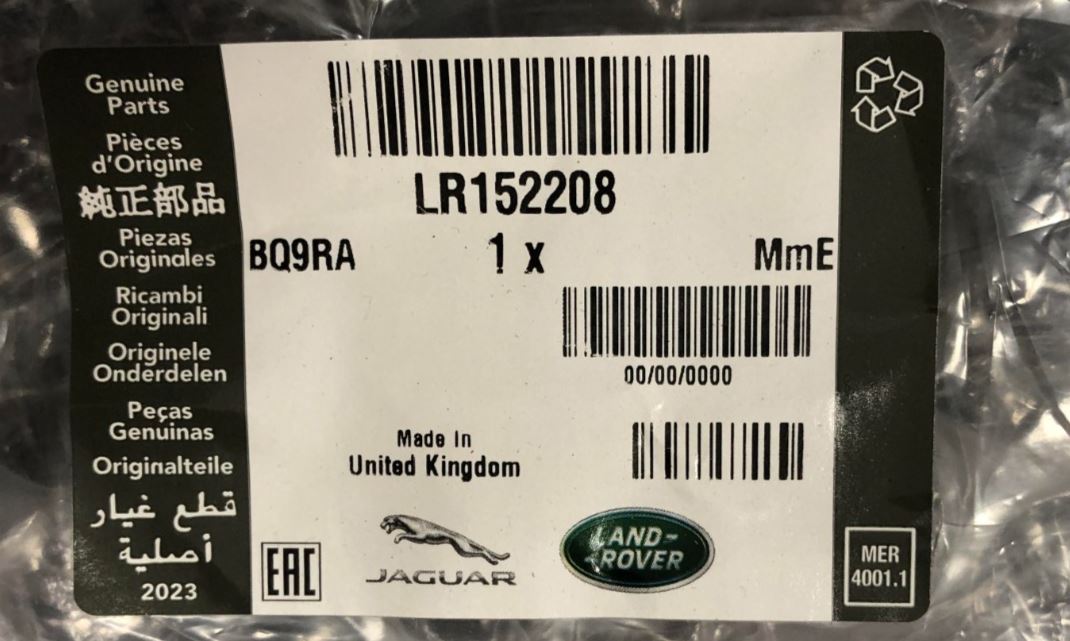 Genuine
Parts
Pièces
d'Origine
純正部品
Piezas
Originales
Ricambi
Originali
Originele
Onderdelen
Peças
Genuinas
Originalteile
قطع غيار
أصلية
2023
LR152208
BQ9RA 1 x MmE
00/00/0000
Made In
United Kingdom
EAC
JAGUAR
LAND-
ROVER
MER
4001.1